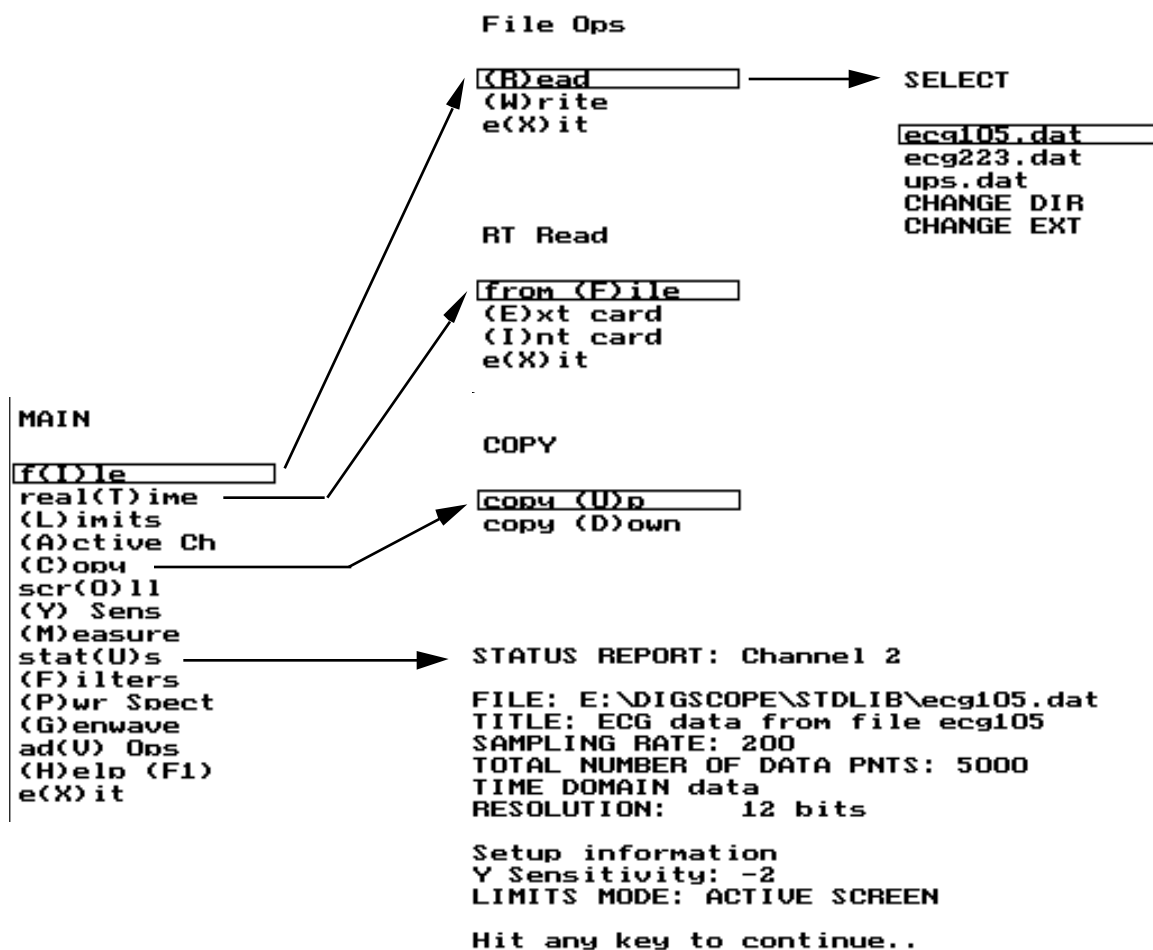 File Ops
(R)ead
(W)rite
e(X)it
SELECT
ecg105.dat
ecg223.dat
ups.dat
CHANGE DIR
CHANGE EXT
RT Read
from (F)ile
(E)xt card
(I)nt card
e(X)it
MAIN
f(I)le
real(T)ime
(L)imits
(A)ctive Ch
(C)opy
scr(O)ll
(Y) Sens
(M)easure
stat(U)s
(F)ilters
(P)wr Spect
(G)enwave
ad(V) Ops
(H)elp (F1)
e(X)it
COPY
copy (U)p
copy (D)own
STATUS REPORT: Channel 2
FILE: E:\DIGSCOPE\STDLIB\ecg105.dat
TITLE: ECG data from file ecg105
SAMPLING RATE: 200
TOTAL NUMBER OF DATA PNTS: 5000
TIME DOMAIN data
RESOLUTION: 12 bits
Setup information
Y Sensitivity: -2
LIMITS MODE: ACTIVE SCREEN
Hit any key to continue..